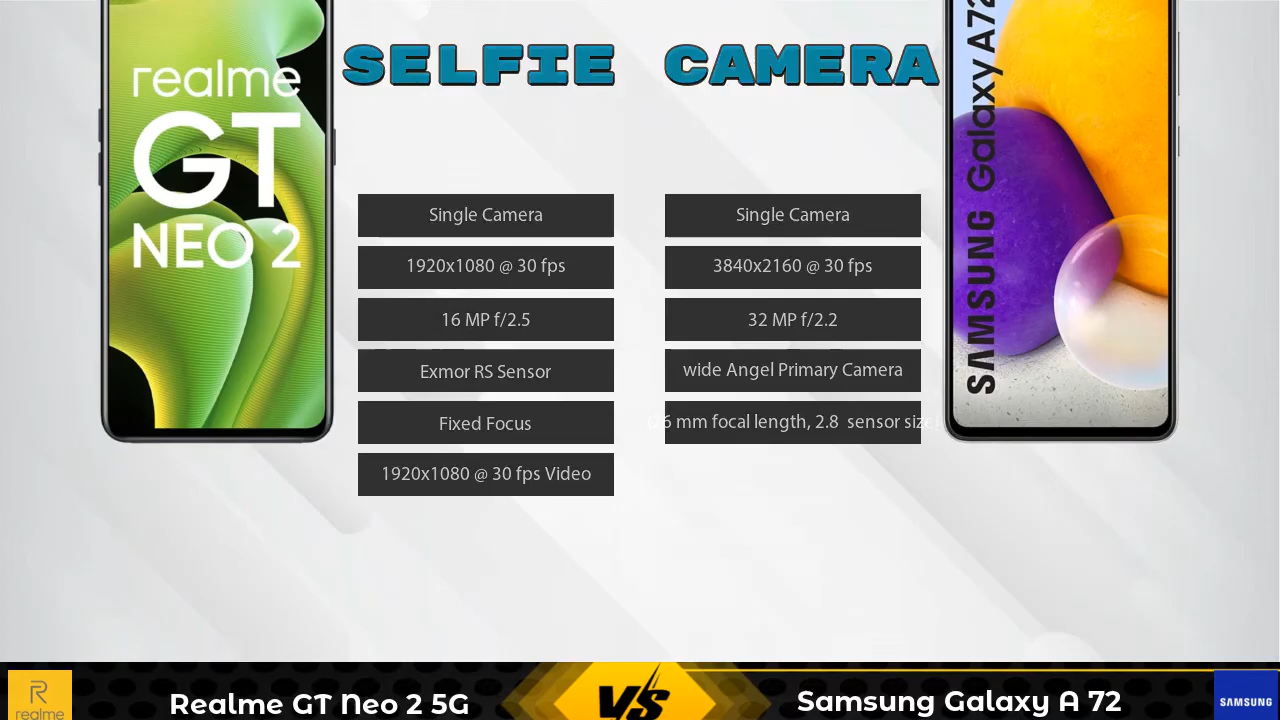 SELFIE CAMERA
realme
GT
NEO 2
SAMSUNG Galaxy A72
Single Camera
1920x1080 @ 30 fps
16 MP f/2.5
Exmor RS Sensor
Fixed Focus
1920x1080 @ 30 fps Video
Single Camera
3840x2160 @ 30 fps
32 MP f/2.2
wide Angel Primary Camera
mm focal length, 2.8 sensor size
realme
Realme GT Neo 2 5G
VS
Samsung Galaxy A 72
SAMSUNG